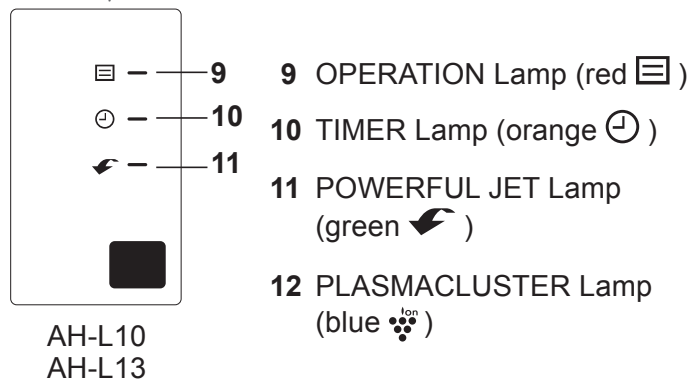 9
10
11
AH-L10
AH-L13
9 OPERATION Lamp (red )
10 TIMER Lamp (orange )
11 POWERFUL JET Lamp
(green )
12 PLASMACLUSTER Lamp
(blue ion )